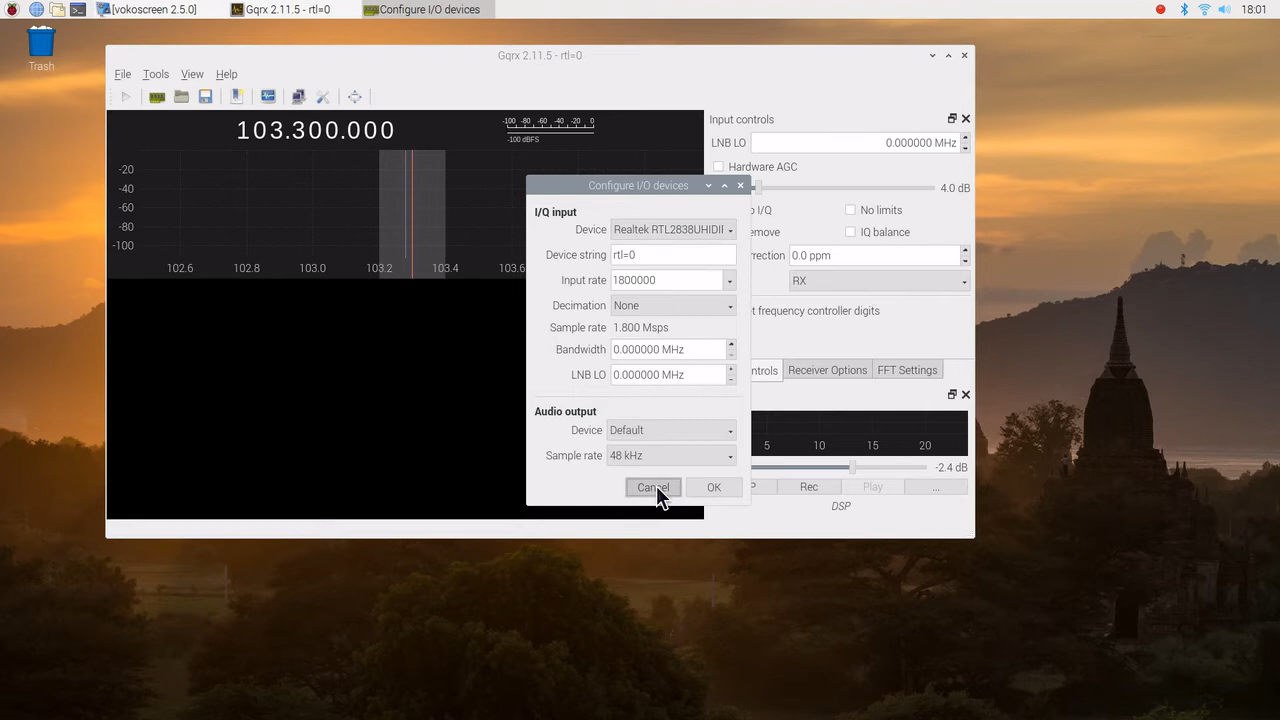 [vokoscreen 2.5.0]
Gqrx 2.11.5 - rtl=0
Configure I/O devices
18:01
Trash
Gqrx 2.11.5 - rtl=0
File Tools View Help
103.300.000
-100 -80 -60 -40 -20 0
-100 dBFS
-20
-40
-60
-80
-100
102.6 102.8 103.0 103.2 103.4 103.6
Input controls
LNB LO 0.000000 MHz
Hardware AGC
4.0 dB
I/Q No limits
IQ balance
0.0 ppm
RX
frequency controller digits
Receiver Options FFT Settings
5 10 15 20
-2.4 dB
Rec Play ...
DSP
Configure I/O devices
I/Q input
Device Realtek RTL2838UHIDIR
Device string rtl=0
Input rate 1800000
Decimation None
Sample rate 1.800 Msps
Bandwidth 0.000000 MHz
LNB LO 0.000000 MHz
Audio output
Device Default
Sample rate 48 kHz
Cancel OK